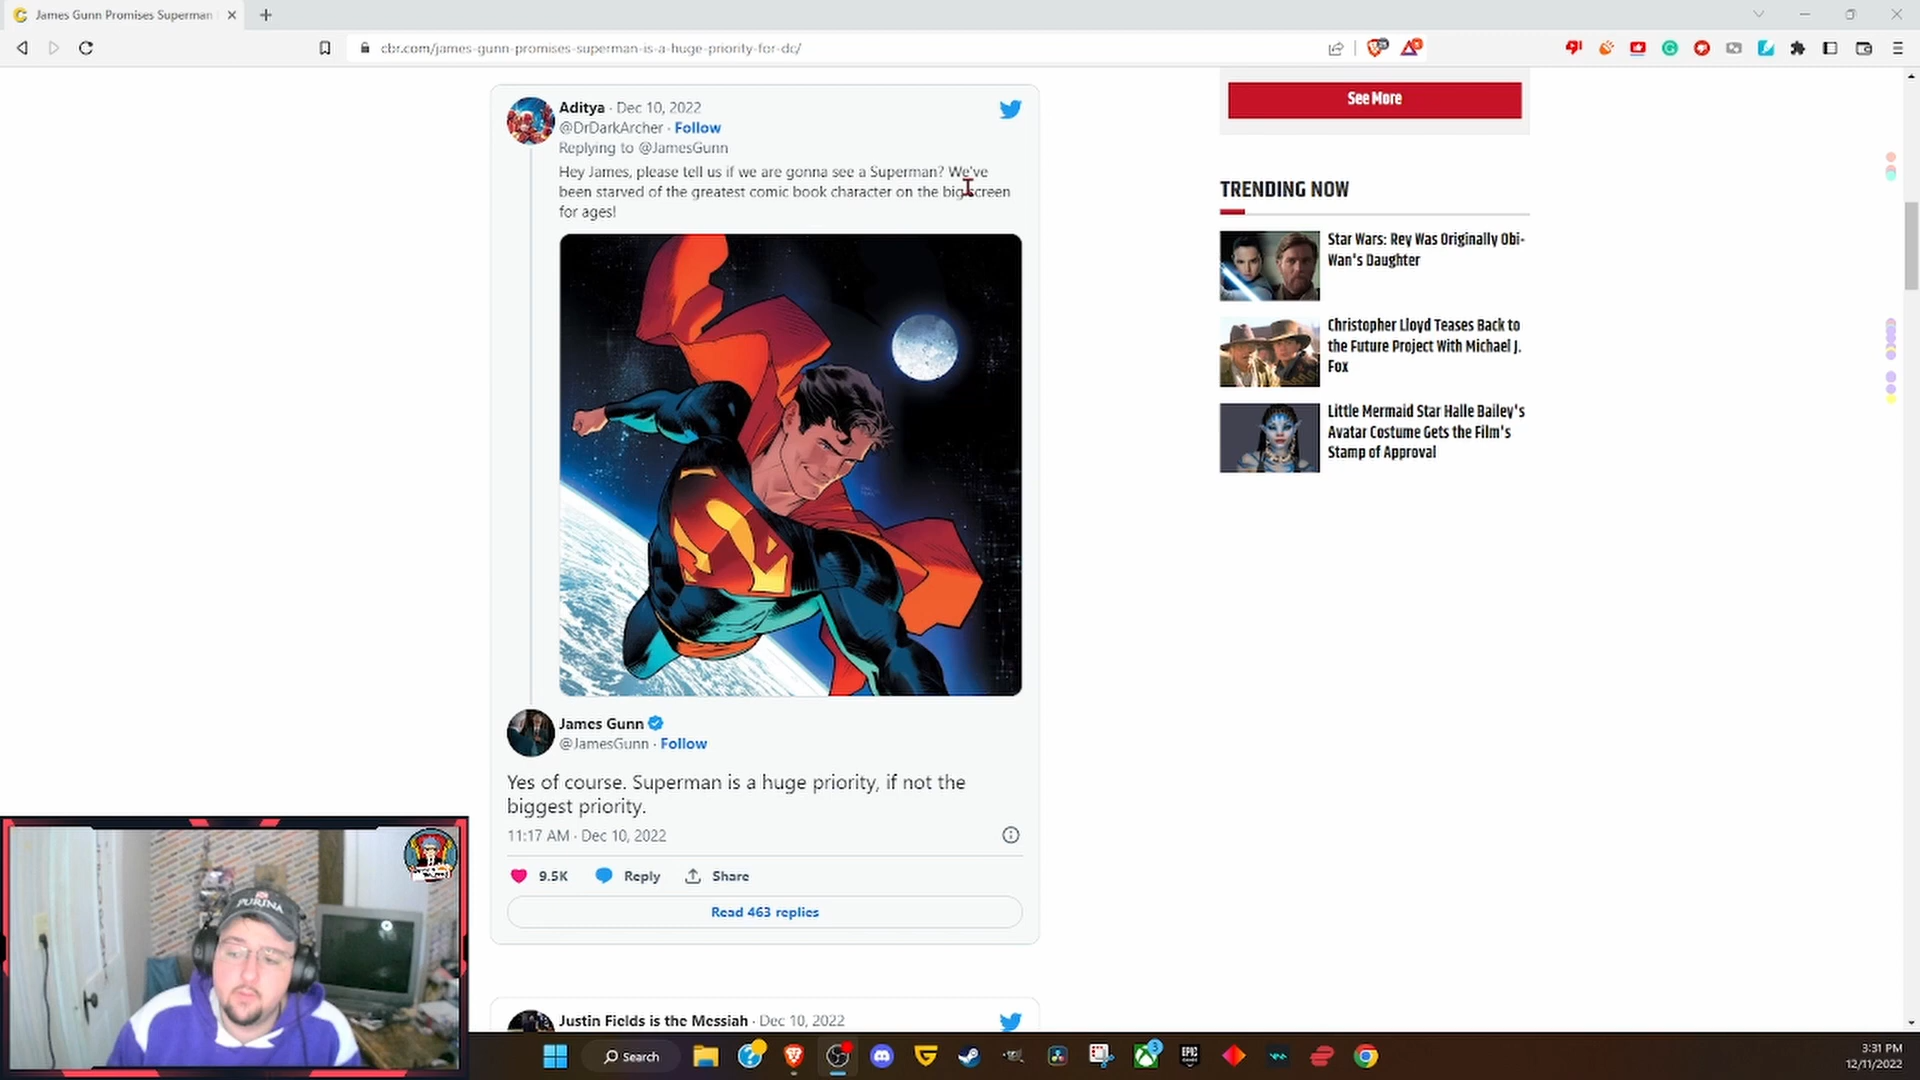 James Gunn Promises Superman
cbr.com/james-gunn-promises-superman-is-a-huge-priority-for-dc/
Aditya · Dec 10, 2022
@DrDarkArcher · Follow
Replying to @JamesGunn
Hey James, please tell us if we are gonna see a Superman? We've
been starved of the greatest comic book character on the big screen
for ages!
James Gunn
@JamesGunn · Follow
Yes of course. Superman is a huge priority, if not the
biggest priority.
11:17 AM · Dec 10, 2022
9.5K Reply Share
Read 463 replies
Justin Fields is the Messiah · Dec 10, 2022
See More
TRENDING NOW
Star Wars: Rey Was Originally Obi-
Wan's Daughter
Christopher Lloyd Teases Back to
the Future Project With Michael J.
Fox
Little Mermaid Star Halle Bailey's
Avatar Costume Gets the Film's
Stamp of Approval
PURINA
Search
EPIC
3
3:31 PM
12/11/2022